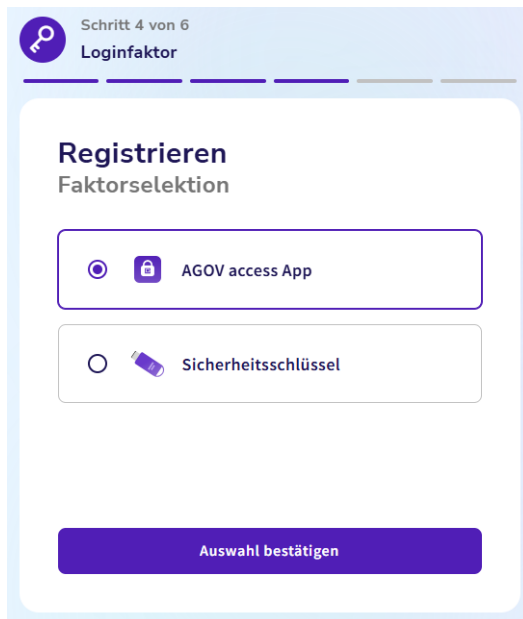 Schritt 4 von 6
Loginfaktor
Registrieren
Faktorselektion
AGOV access App
Sicherheitsschlüssel
Auswahl bestätigen